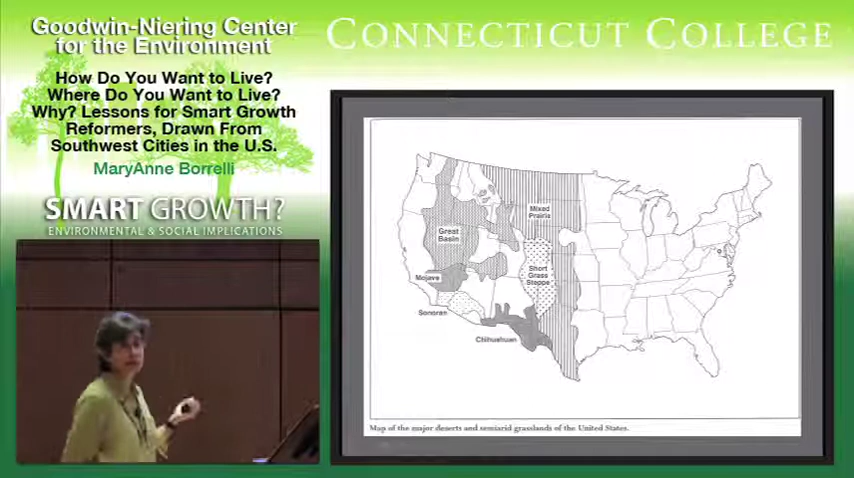 Goodwin-Niering Center
for the Environment
CONNECTICUT COLLEGE
How Do You Want to Live?
Where Do You Want to Live?
Why? Lessons for Smart Growth
Reformers, Drawn From
Southwest Cities in the U.S.
MaryAnne Borrelli
SMART GROWTH?
ENVIRONMENTAL & SOCIAL IMPLICATIONS
Mixed
Prairie
Great
Basin
Short
Grass
Steppe
Mojave
Sonoran
Chihuahuan
Map of the major deserts and semiarid grasslands of the United States.